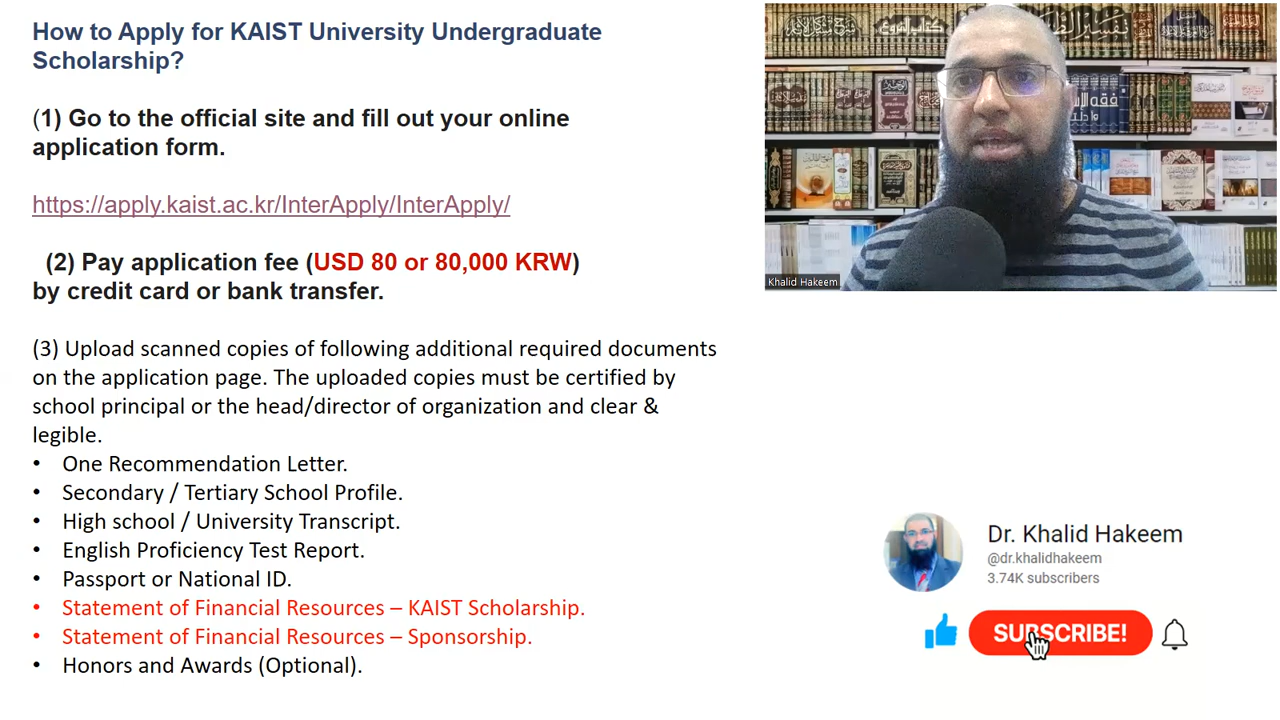 How to Apply for KAIST University Undergraduate
Scholarship?
(1) Go to the official site and fill out your online
application form.
https://apply.kaist.ac.kr/InterApply/InterApply/
(2) Pay application fee (USD 80 or 80,000 KRW)
by credit card or bank transfer.
(3) Upload scanned copies of following additional required documents
on the application page. The uploaded copies must be certified by
school principal or the head/director of organization and clear &
legible.
• One Recommendation Letter.
• Secondary / Tertiary School Profile.
• High school / University Transcript.
• English Proficiency Test Report.
• Passport or National ID.
• Statement of Financial Resources – KAIST Scholarship.
• Statement of Financial Resources – Sponsorship.
• Honors and Awards (Optional).
Khalid Hakeem
Dr. Khalid Hakeem
@dr.khalidhakeem
3.74K subscribers
SUBSCRIBE!